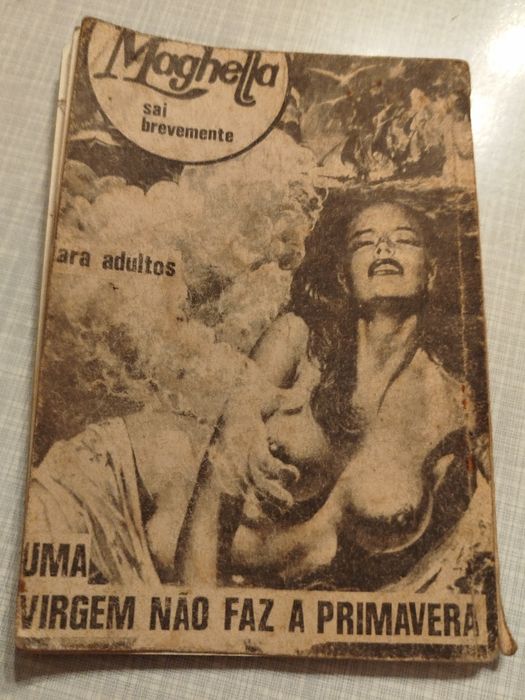 Maghella
sai
brevemente
ara adultos
UMA
VIRGEM NÃO FAZ A PRIMAVERA